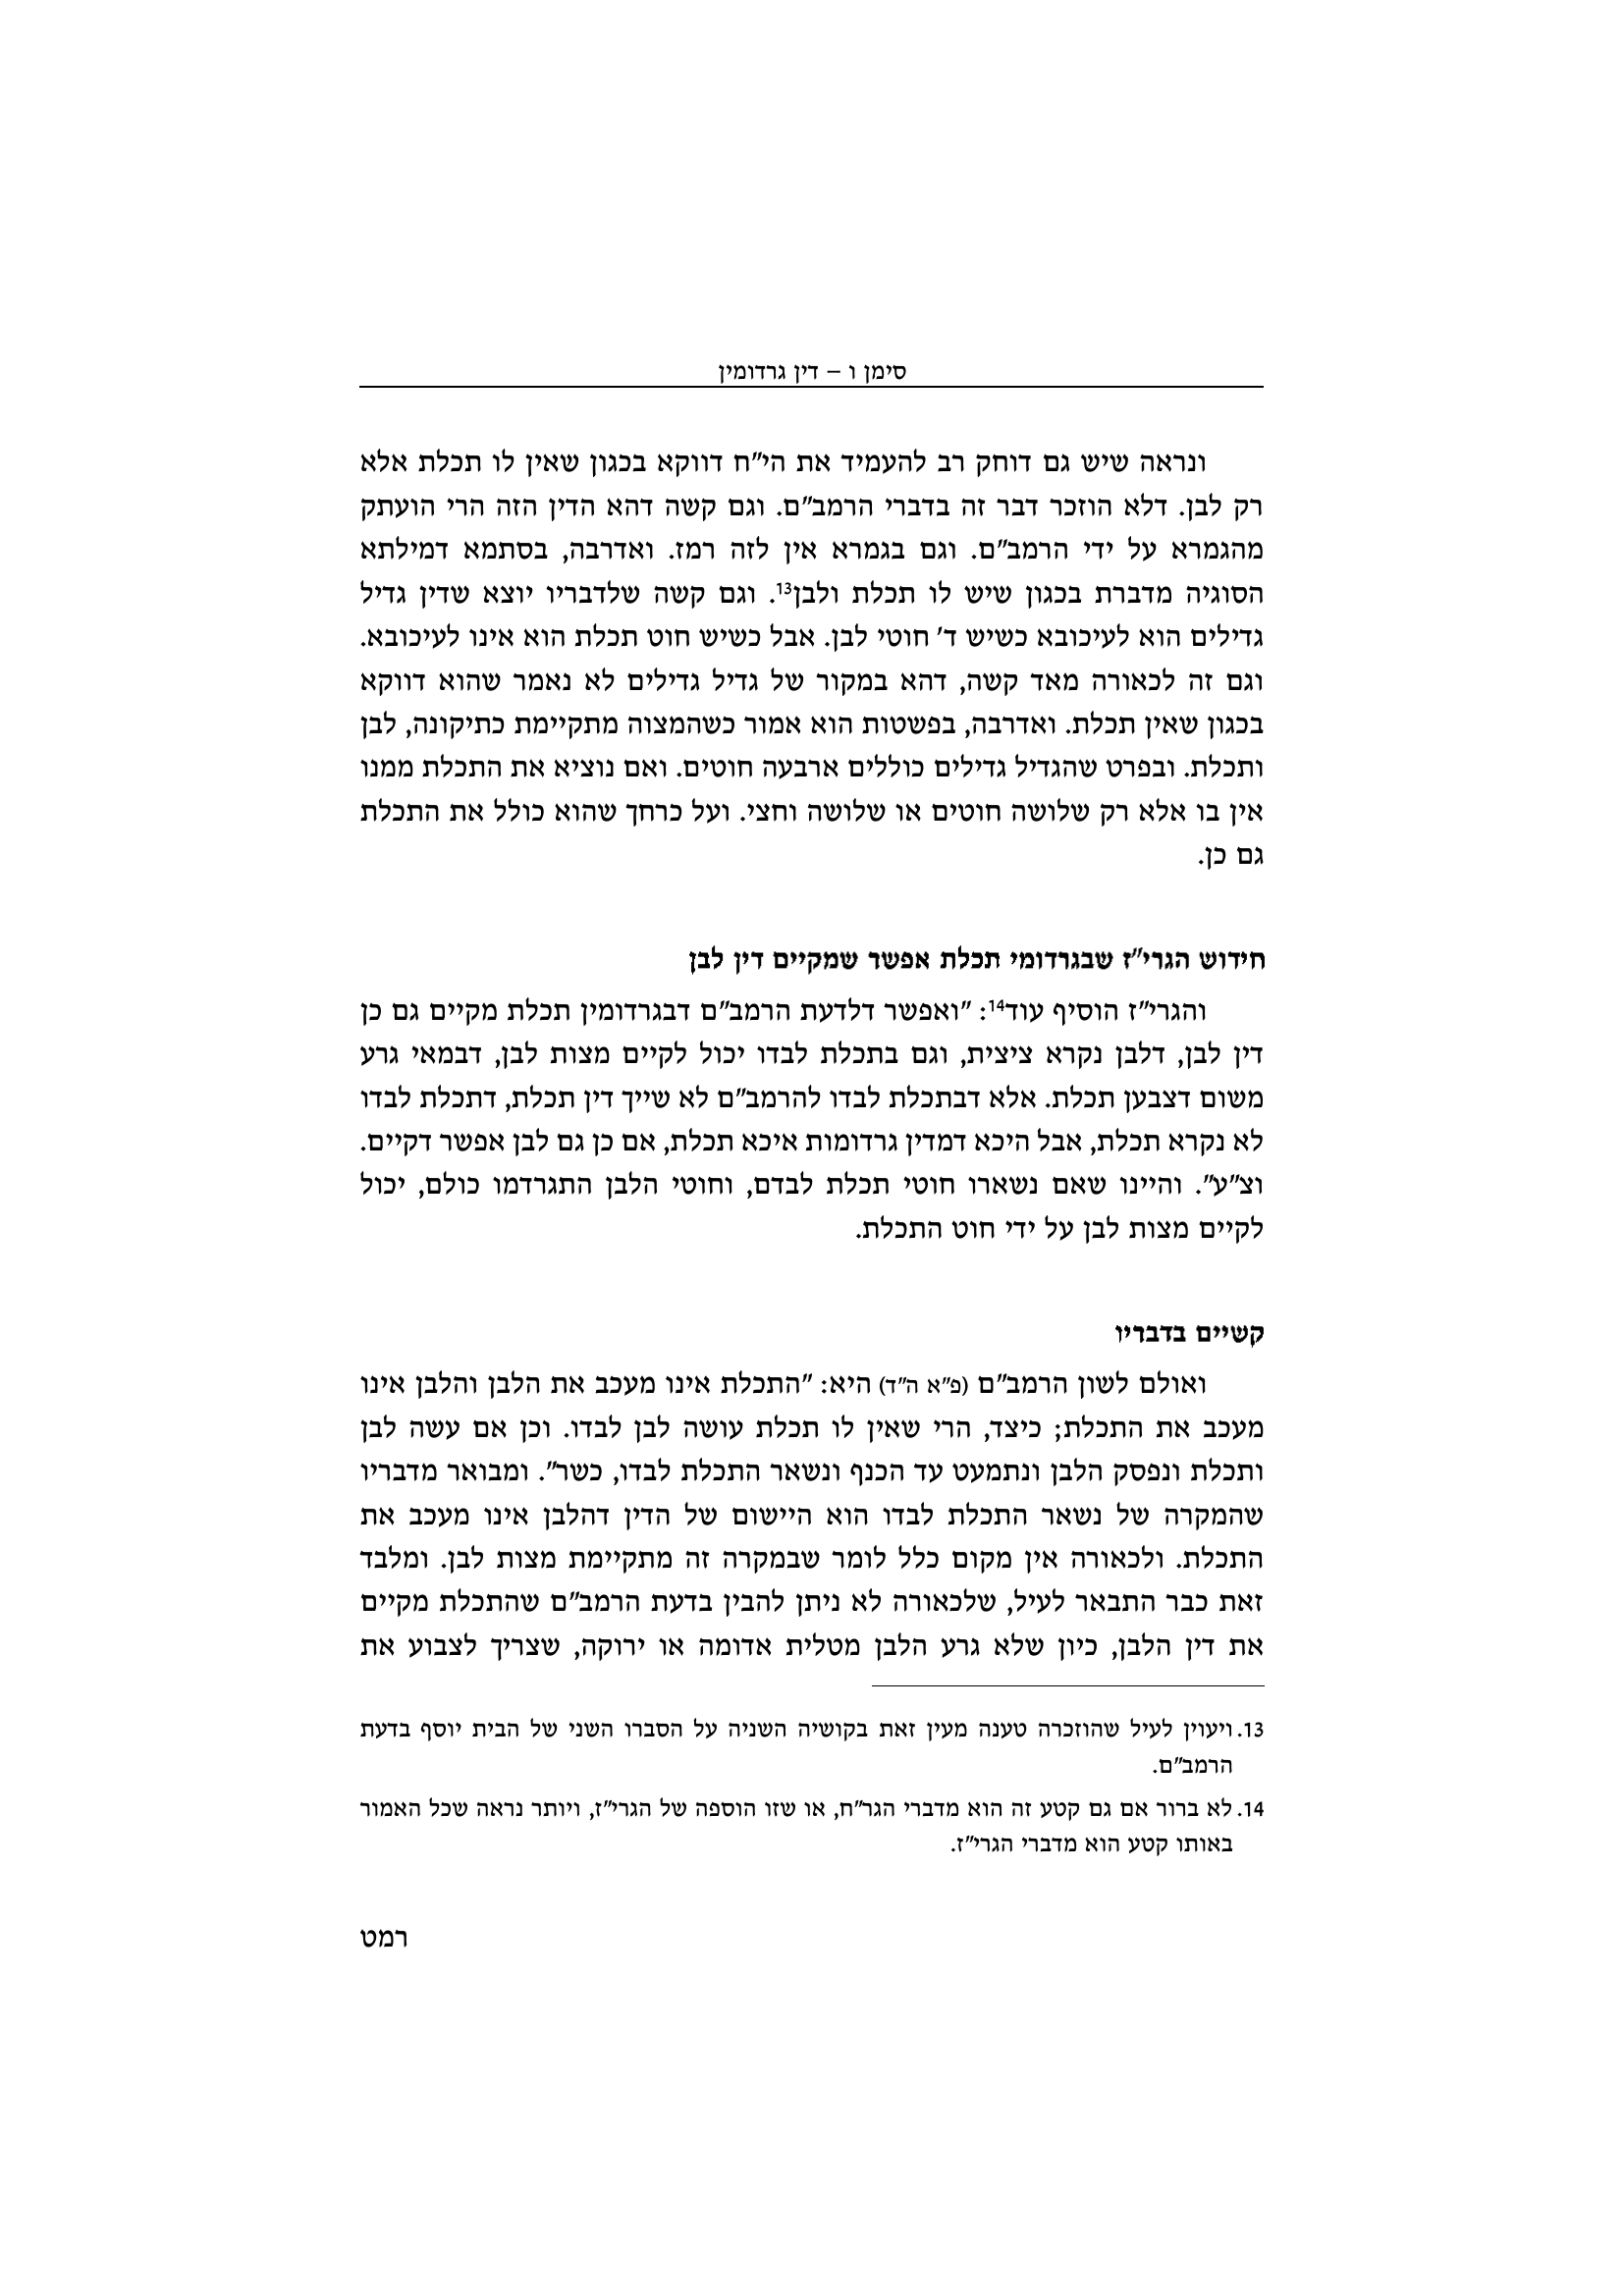 סימן ו – דין גרדומין
ונראה שיש גם דוחק רב להעמיד את הי"ח דווקא בכגון שאין לו תכלת אלא
רק לבן. דלא הוזכר דבר זה בדברי הרמב"ם. וגם קשה דהא הדין הזה הרי הועתק
מהגמרא על ידי הרמב"ם. וגם בגמרא אין לזה רמז. ואדרבה, בסתמא דמילתא
הסוגיה מדברת בכגון שיש לו תכלת ולבן13. וגם קשה שלדבריו יוצא שדין גדיל
גדילים הוא לעיכובא כשיש ד' חוטי לבן. אבל כשיש חוט תכלת הוא אינו לעיכובא.
וגם זה לכאורה מאד קשה, דהא במקור של גדיל גדילים לא נאמר שהוא דווקא
בכגון שאין תכלת. ואדרבה, בפשטות הוא אמור כשהמצוה מתקיימת כתיקונה, לבן
ותכלת. ובפרט שהגדיל גדילים כוללים ארבעה חוטים. ואם נוציא את התכלת ממנו
אין בו אלא רק שלושה חוטים או שלושה וחצי. ועל כרחך שהוא כולל את התכלת
גם כן.
חידוש הגרי"ז שבגרדומי תכלת אפשר שמקיים דין לבן
והגרי"ז הוסיף עוד14: "ואפשר דלדעת הרמב"ם דבגרדומין תכלת מקיים גם כן
דין לבן, דלבן נקרא ציצית, וגם בתכלת לבדו יכול לקיים מצות לבן, דבמאי גרע
משום דצבען תכלת. אלא דבתכלת לבדו להרמב"ם לא שייך דין תכלת, דתכלת לבדו
לא נקרא תכלת, אבל היכא דמדין גרדומות איכא תכלת, אם כן גם לבן אפשר דקיים.
וצ"ע". והיינו שאם נשארו חוטי תכלת לבדם, וחוטי הלבן התגרדמו כולם, יכול
לקיים מצות לבן על ידי חוט התכלת.
קשיים בדבריו
ואולם לשון הרמב"ם (פ"א ה"ד) היא: "התכלת אינו מעכב את הלבן והלבן אינו
מעכב את התכלת; כיצד, הרי שאין לו תכלת עושה לבן לבדו. וכן אם עשה לבן
ותכלת ונפסק הלבן ונתמעט עד הכנף ונשאר התכלת לבדו, כשר". ומבואר מדבריו
שהמקרה של נשאר התכלת לבדו הוא היישום של הדין דהלבן אינו מעכב את
התכלת. ולכאורה אין מקום כלל לומר שבמקרה זה מתקיימת מצות לבן. ומלבד
זאת כבר התבאר לעיל, שלכאורה לא ניתן להבין בדעת הרמב"ם שהתכלת מקיים
את דין הלבן, כיון שלא גרע הלבן מטלית אדומה או ירוקה, שצריך לצבוע את
13. ויעוין לעיל שהוזכרה טענה מעין זאת בקושיה השניה על הסברו השני של הבית יוסף בדעת
הרמב"ם.
14. לא ברור אם גם קטע זה הוא מדברי הגר"ח, או שזו הוספה של הגרי"ז, ויותר נראה שכל האמור
באותו קטע הוא מדברי הגרי"ז.
רמט